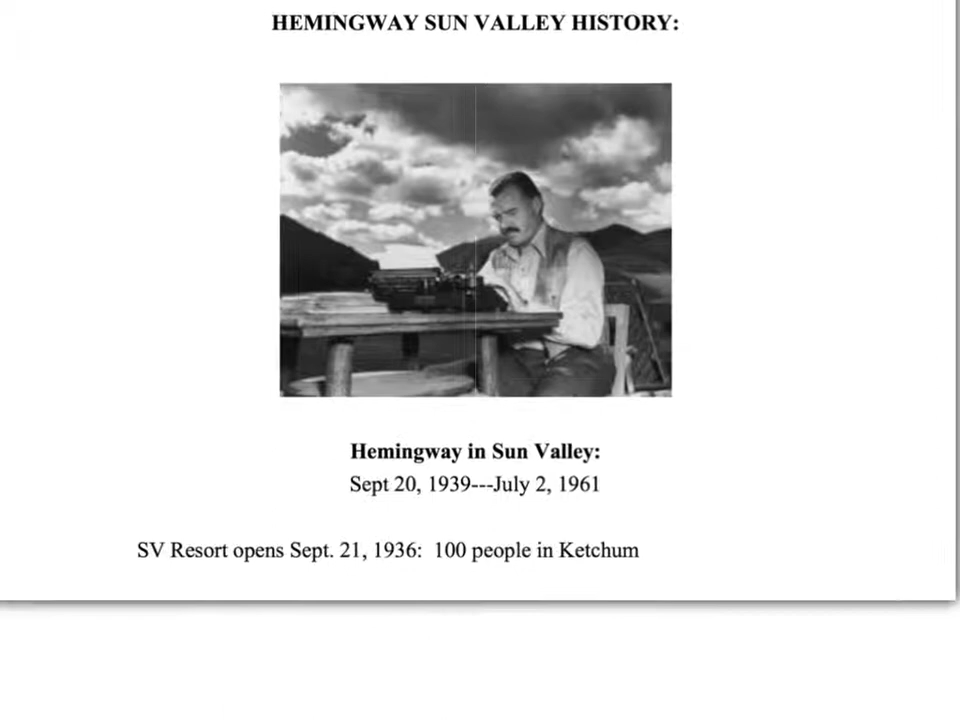 HEMINGWAY SUN VALLEY HISTORY:
Hemingway in Sun Valley:
Sept 20, 1939---July 2, 1961
SV Resort opens Sept. 21, 1936:  100 people in Ketchum